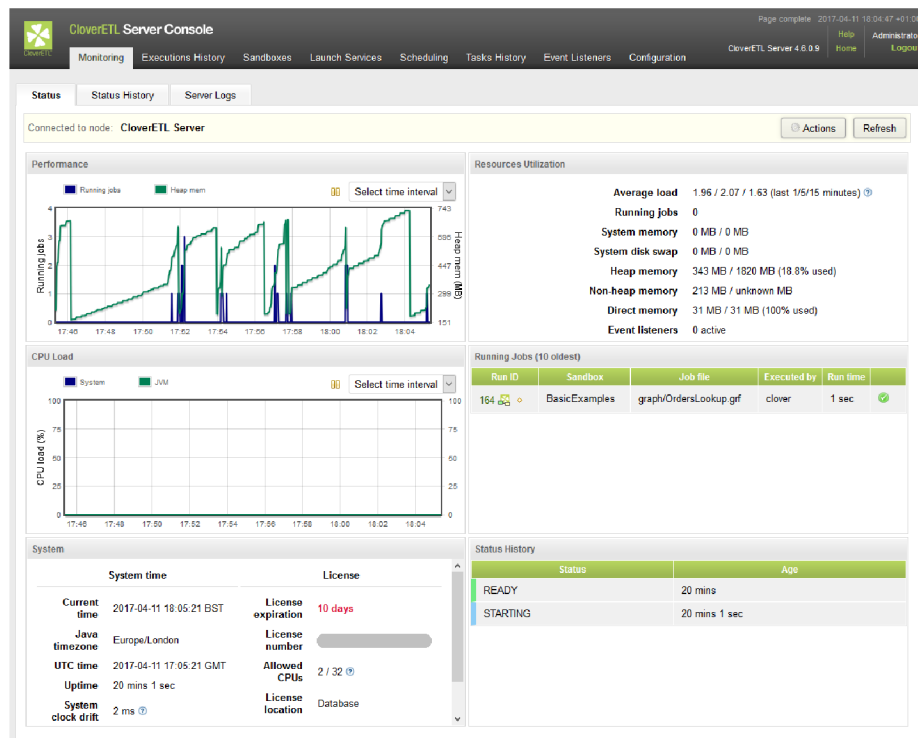 Page complete 2017-04-11 18:04:47 +01:00
CloverETL Server Console
CloverETL
CloverETL Server 4.6.0.9
Help
Home
Administrator
Logout
Monitoring Executions History Sandboxes Launch Services Scheduling Tasks History Event Listeners Configuration
Status Status History Server Logs
Connected to node: CloverETL Server
Actions Refresh
Performance
Running jobs Heap mem Select time interval
Running jobs
4
3
2
1
0
Heap mem (MB)
743
595
447
299
151
17:46 17:48 17:50 17:52 17:54 17:56 17:58 18:00 18:02 18:04
Resources Utilization
Average load 1.96 / 2.07 / 1.63 (last 1/5/15 minutes)
Running jobs 0
System memory 0 MB / 0 MB
System disk swap 0 MB / 0 MB
Heap memory 343 MB / 1820 MB (18.8% used)
Non-heap memory 213 MB / unknown MB
Direct memory 31 MB / 31 MB (100% used)
Event listeners 0 active
CPU Load
System JVM Select time interval
CPU load (%)
100 100
75 75
50 50
25 25
0 0
17:46 17:48 17:50 17:52 17:54 17:56 17:58 18:00 18:02 18:04
Running Jobs (10 oldest)
Run ID Sandbox Job file Executed by Run time
164 BasicExamples graph/OrdersLookup.grf clover 1 sec
System
System time
Current time 2017-04-11 18:05:21 BST
Java timezone Europe/London
UTC time 2017-04-11 17:05:21 GMT
Uptime 20 mins 1 sec
System clock drift 2 ms
License
License expiration 10 days
License number
Allowed CPUs 2 / 32
License location Database
Status History
Status Age
READY 20 mins
STARTING 20 mins 1 sec